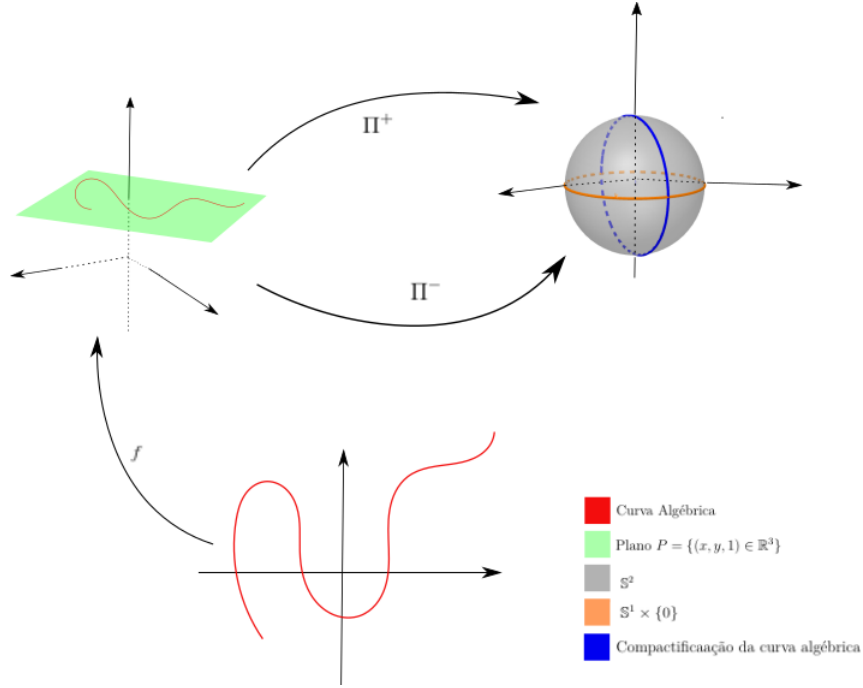 Π⁺
Π⁻
f
Curva Algébrica
Plano P = {(x, y, 1) ∈ ℝ³}
𝕊²
𝕊¹ × {0}
Compactificaação da curva algébrica